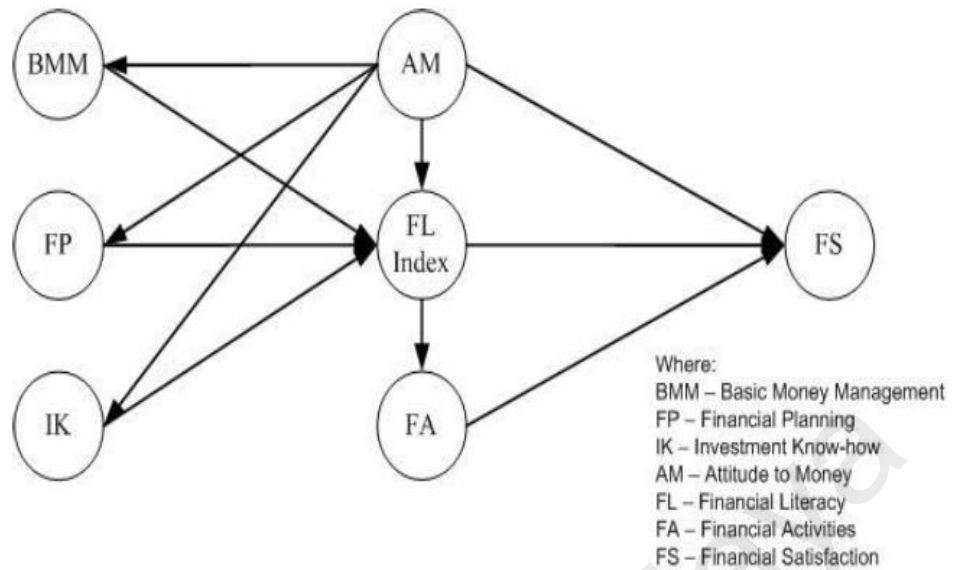 BMM
AM
FP
FL
Index
FS
IK
FA
Where:
BMM – Basic Money Management
FP – Financial Planning
IK – Investment Know-how
AM – Attitude to Money
FL – Financial Literacy
FA – Financial Activities
FS – Financial Satisfaction